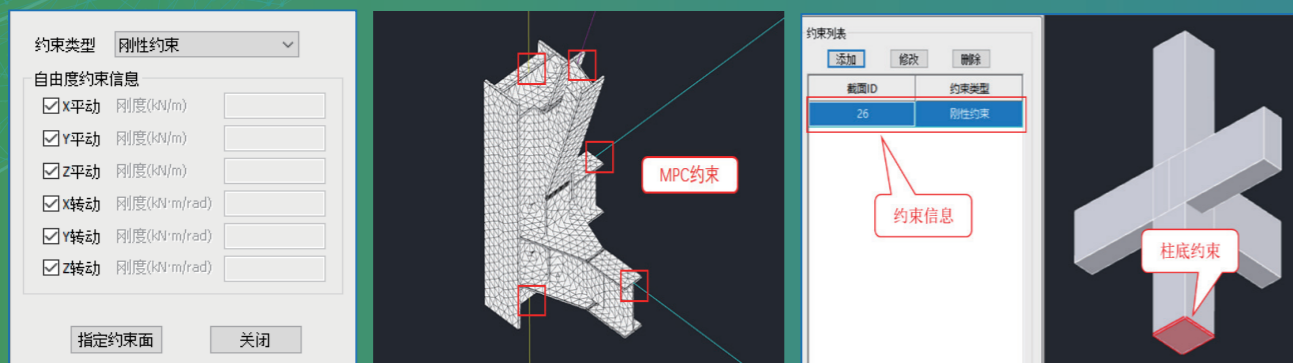 约束类型 刚性约束
自由度约束信息
X平动 刚度(kN/m)
Y平动 刚度(kN/m)
Z平动 刚度(kN/m)
X转动 刚度(kN·m/rad)
Y转动 刚度(kN·m/rad)
Z转动 刚度(kN·m/rad)
指定约束面 关闭
MPC约束
约束列表
添加 修改 删除
截面ID 约束类型
26 刚性约束
约束信息
柱底约束